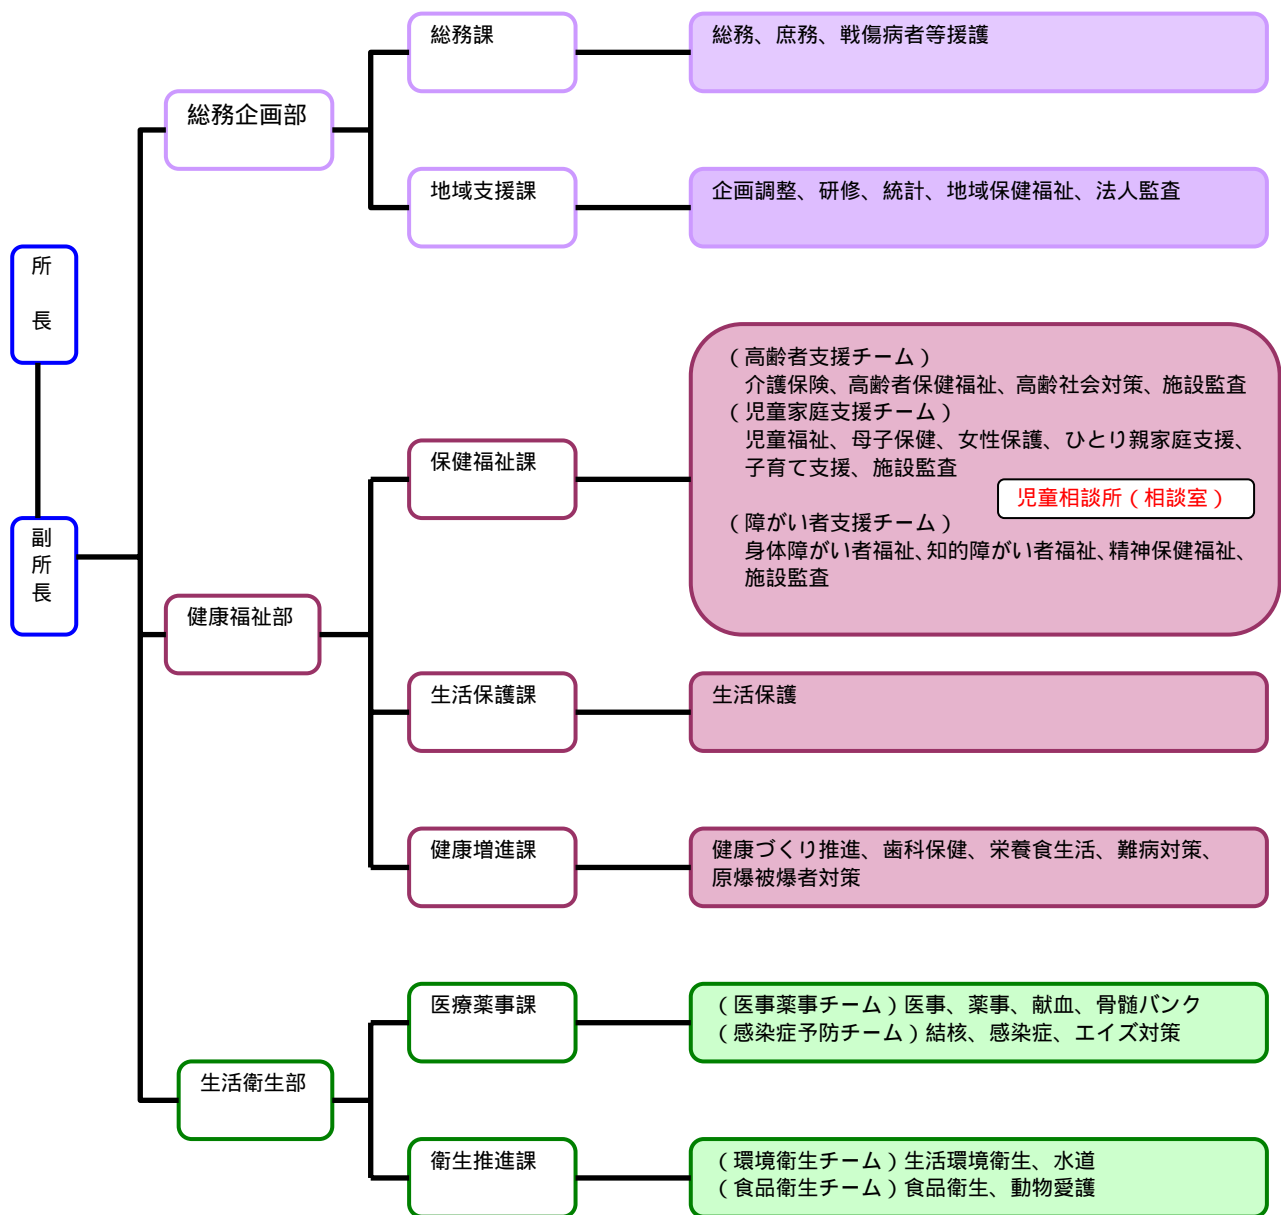 所
長
副
所
長
総務企画部
総務課
総務、庶務、戦傷病者等援護
地域支援課
企画調整、研修、統計、地域保健福祉、法人監査
健康福祉部
保健福祉課
（高齢者支援チーム）
介護保険、高齢者保健福祉、高齢社会対策、施設監査
（児童家庭支援チーム）
児童福祉、母子保健、女性保護、ひとり親家庭支援、
子育て支援、施設監査
児童相談所（相談室）
（障がい者支援チーム）
身体障がい者福祉、知的障がい者福祉、精神保健福祉、
施設監査
生活保護課
生活保護
健康増進課
健康づくり推進、歯科保健、栄養食生活、難病対策、
原爆被爆者対策
生活衛生部
医療薬事課
（医事薬事チーム）医事、薬事、献血、骨髄バンク
（感染症予防チーム）結核、感染症、エイズ対策
衛生推進課
（環境衛生チーム）生活環境衛生、水道
（食品衛生チーム）食品衛生、動物愛護